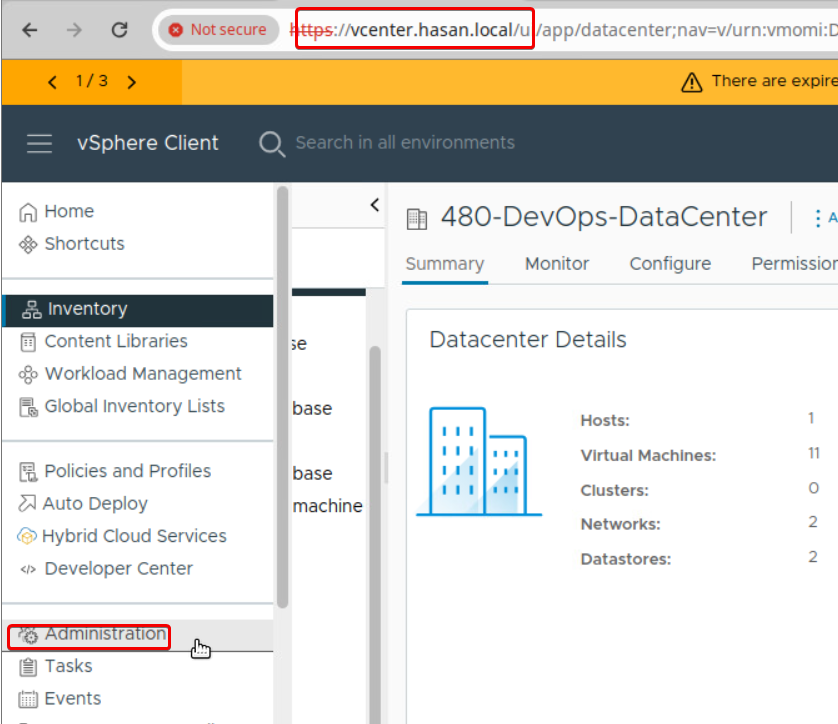 Not secure https://vcenter.hasan.local/u/app/datacenter;nav=v/urn:vmomi:D
1 / 3 There are expire
vSphere Client Search in all environments
Home
Shortcuts
Inventory
Content Libraries
Workload Management
Global Inventory Lists
Policies and Profiles
Auto Deploy
Hybrid Cloud Services
Developer Center
Administration
Tasks
Events
se
base
base
machine
480-DevOps-DataCenter A
Summary Monitor Configure Permission
Datacenter Details
Hosts: 1
Virtual Machines: 11
Clusters: 0
Networks: 2
Datastores: 2